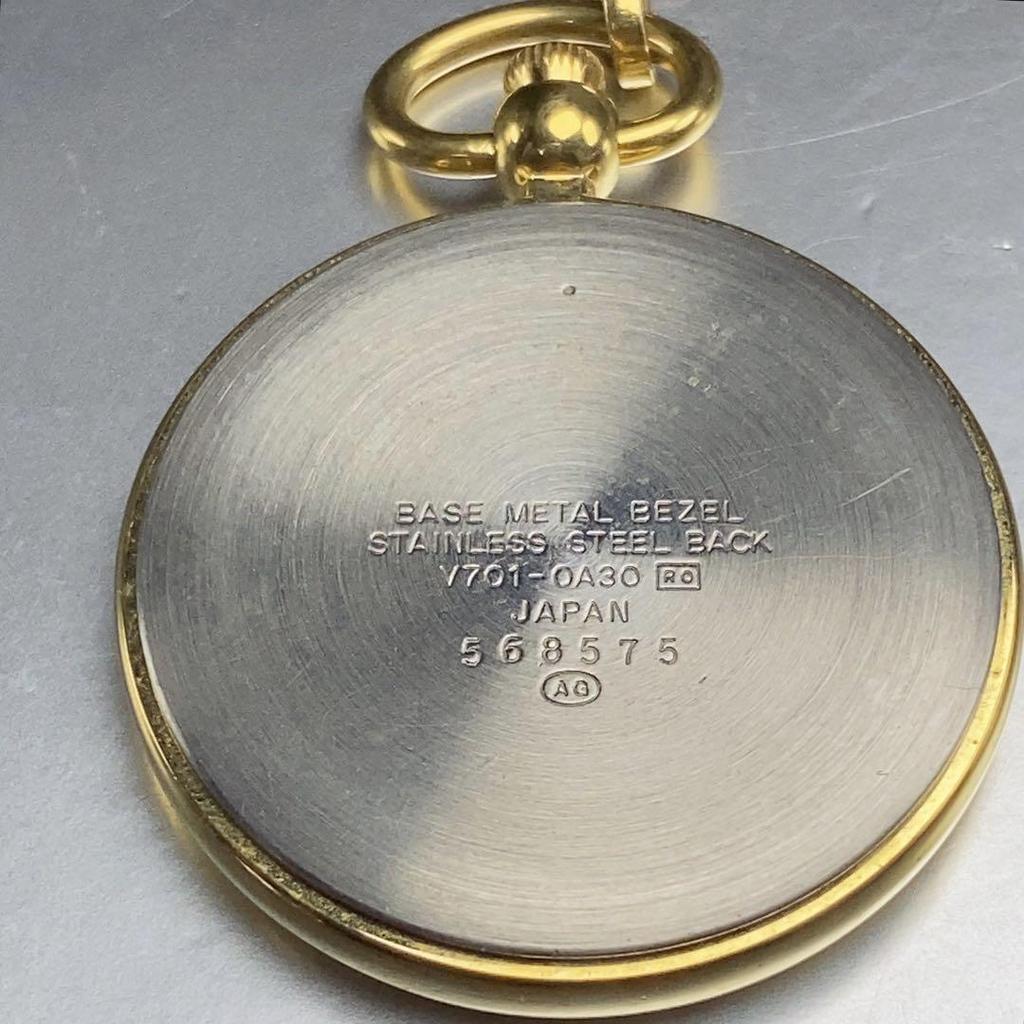 BASE METAL BEZEL
STAINLESS STEEL BACK
V701-0A30 RO
JAPAN
568575
AG